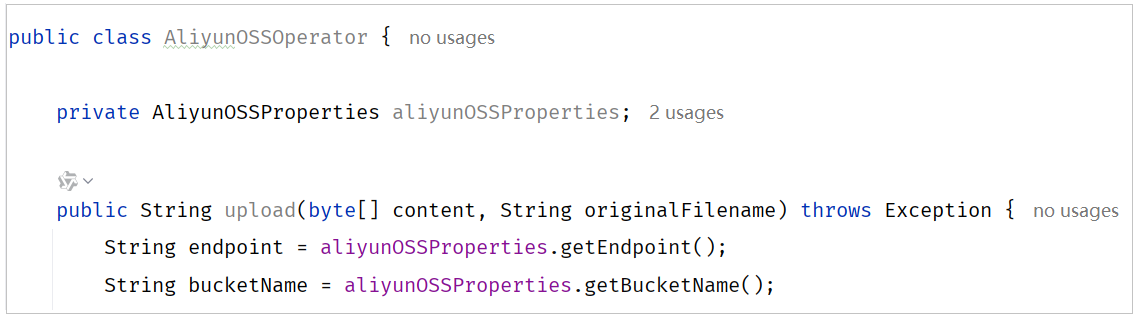 public class AliyunOSSOperator { no usages
private AliyunOSSProperties aliyunOSSProperties; 2 usages
public String upload(byte[] content, String originalFilename) throws Exception { no usages
String endpoint = aliyunOSSProperties.getEndpoint();
String bucketName = aliyunOSSProperties.getBucketName();